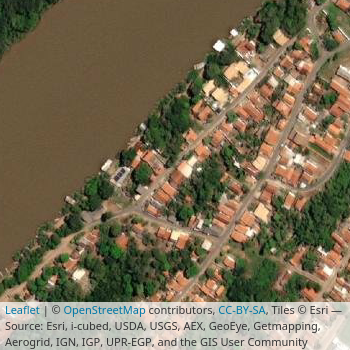 Leaflet | © OpenStreetMap contributors, CC-BY-SA, Tiles © Esri —
Source: Esri, i-cubed, USDA, USGS, AEX, GeoEye, Getmapping,
Aerogrid, IGN, IGP, UPR-EGP, and the GIS User Community